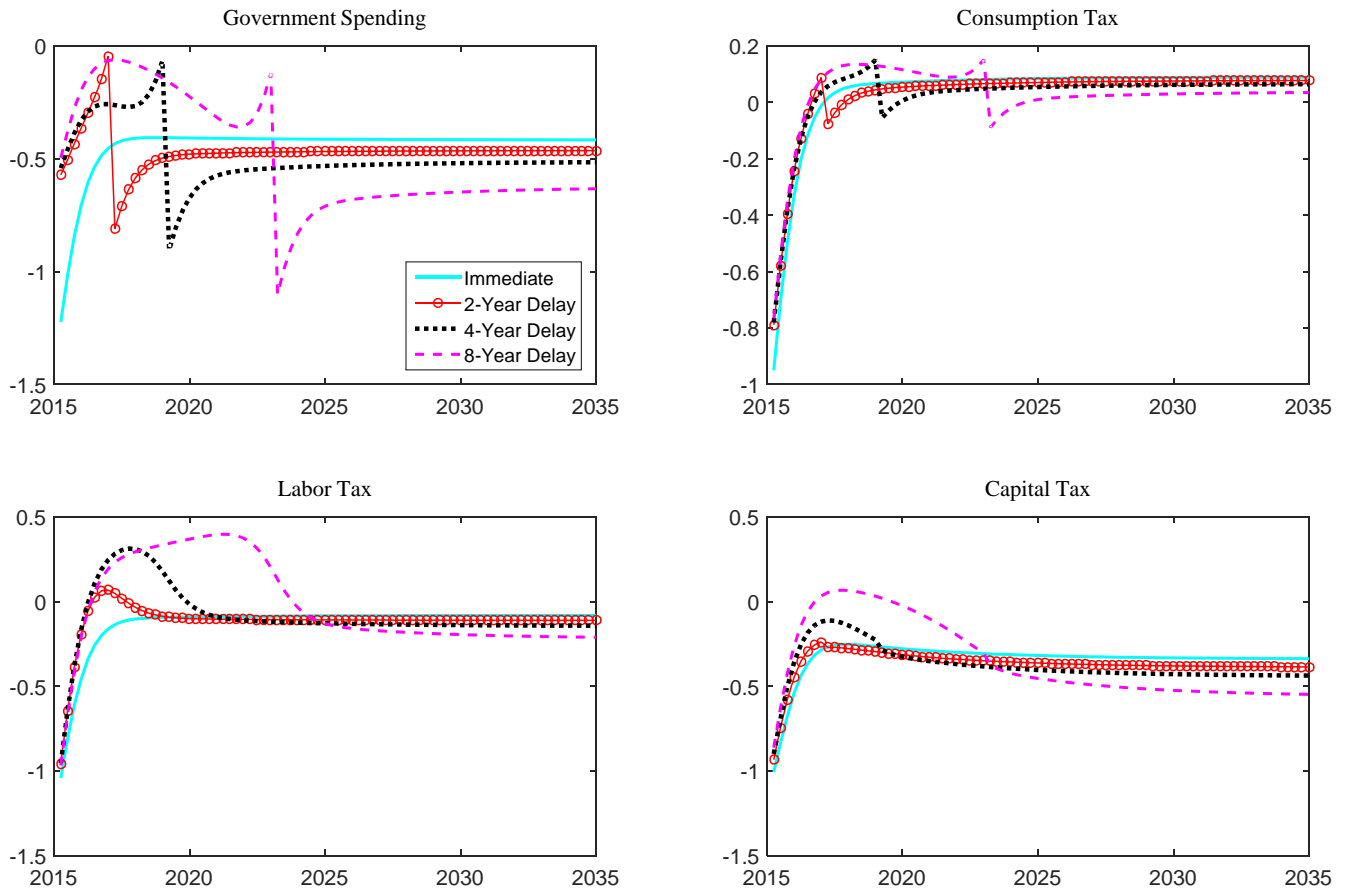 Government Spending
0
-0.5
-1
-1.5
2015 2020 2025 2030 2035
Immediate
2-Year Delay
4-Year Delay
8-Year Delay
Consumption Tax
0.2
0
-0.2
-0.4
-0.6
-0.8
-1
2015 2020 2025 2030 2035
Labor Tax
0.5
0
-0.5
-1
-1.5
2015 2020 2025 2030 2035
Capital Tax
0.5
0
-0.5
-1
-1.5
2015 2020 2025 2030 2035